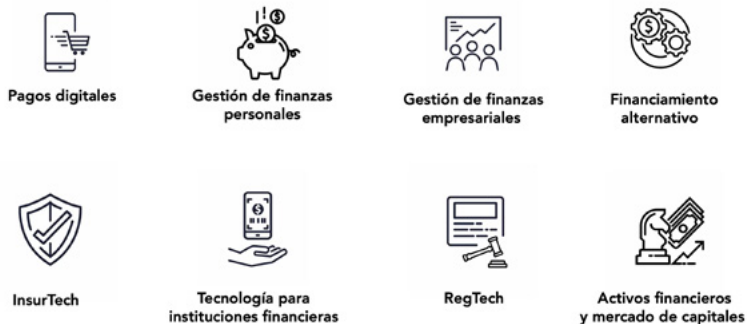 Pagos digitales
Gestión de finanzas
personales
Gestión de finanzas
empresariales
Financiamiento
alternativo
InsurTech
Tecnología para
instituciones financieras
RegTech
Activos financieros
y mercado de capitales